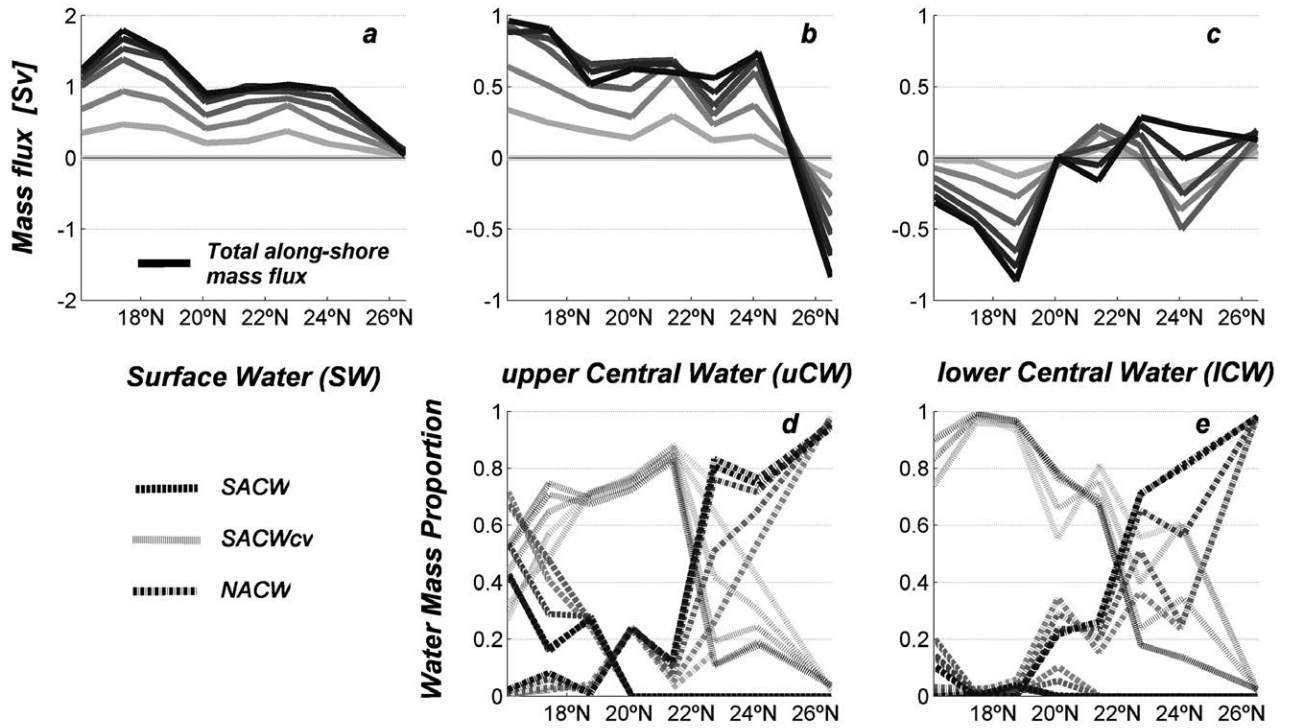 a
b
c
2
1
0
-1
-2
1
0.5
0
-0.5
-1
1
0.5
0
-0.5
-1
Mass flux [Sv]
Total along-shore
mass flux
18ºN 20ºN 22ºN 24ºN 26ºN
18ºN 20ºN 22ºN 24ºN 26ºN
18ºN 20ºN 22ºN 24ºN 26ºN
Surface Water (SW)
upper Central Water (uCW)
lower Central Water (lCW)
SACW
SACWcv
NACW
Water Mass Proportion
d
e
1
0.8
0.6
0.4
0.2
0
1
0.8
0.6
0.4
0.2
0
18ºN 20ºN 22ºN 24ºN 26ºN
18ºN 20ºN 22ºN 24ºN 26ºN